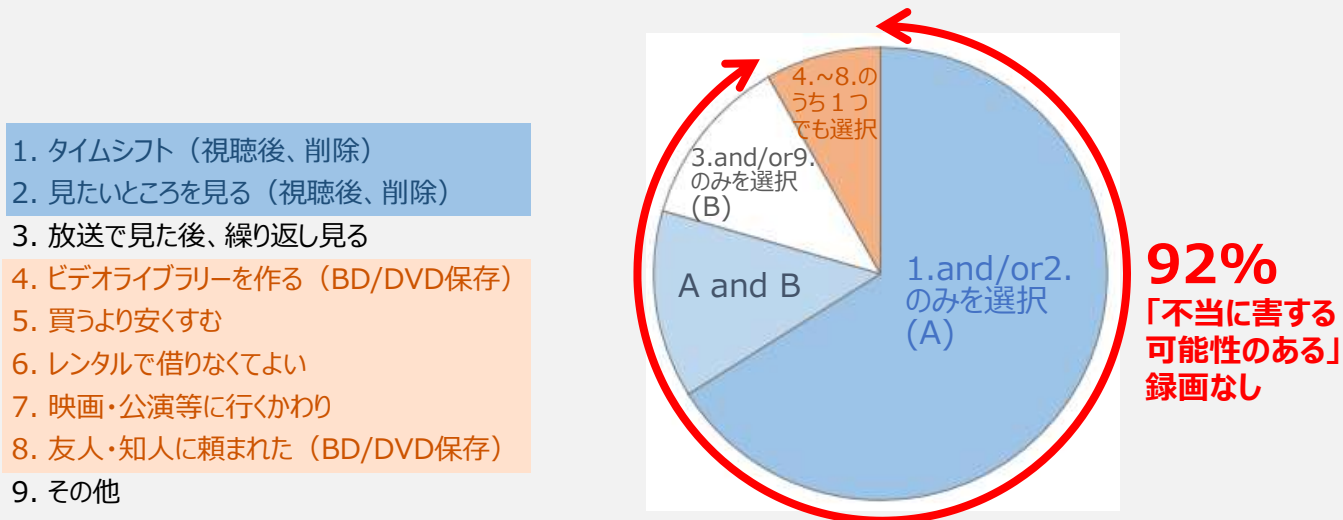 1. タイムシフト（視聴後、削除）
2. 見たいところを見る（視聴後、削除）
3. 放送で見た後、繰り返し見る
4. ビデオライブラリーを作る（BD/DVD保存）
5. 買うより安くすむ
6. レンタルで借りなくてよい
7. 映画・公演等に行くかわり
8. 友人・知人に頼まれた（BD/DVD保存）
9. その他
4.~8.の
うち１つ
でも選択
3.and/or9.
のみを選択
(B)
A and B
1.and/or2.
のみを選択
(A)
92%
「不当に害する
可能性のある」
録画なし